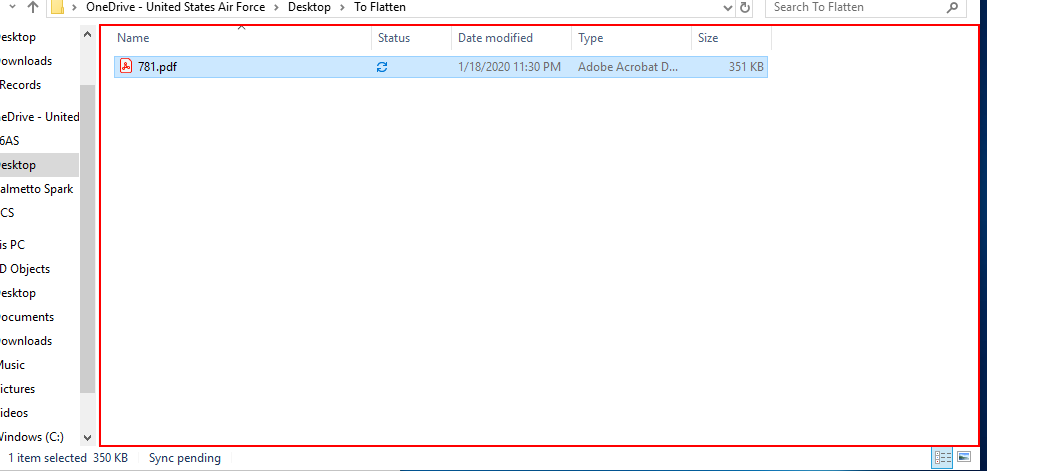 OneDrive - United States Air Force > Desktop > To Flatten
Search To Flatten
Name Status Date modified Type Size
781.pdf 1/18/2020 11:30 PM Adobe Acrobat D... 351 KB
esktop
ownloads
Records
eDrive - United
6AS
esktop
almetto Spark
CS
is PC
D Objects
esktop
ocuments
ownloads
Music
ictures
ideos
Windows (C:)
1 item selected 350 KB Sync pending